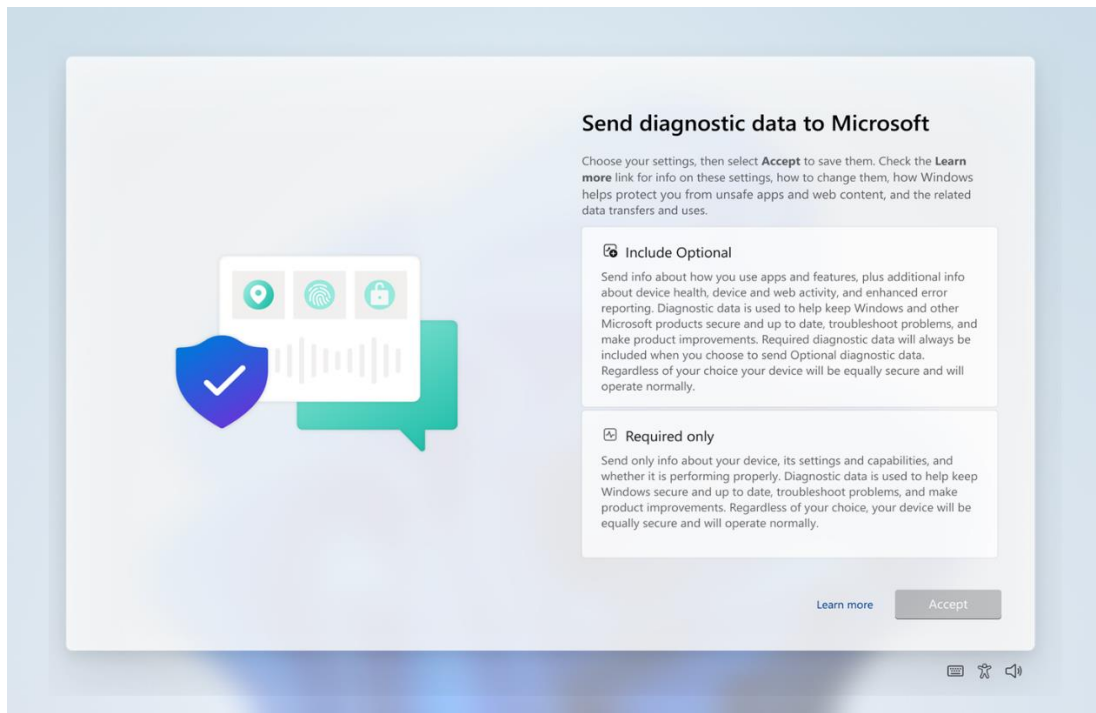 Send diagnostic data to Microsoft
Choose your settings, then select Accept to save them. Check the Learn
more link for info on these settings, how to change them, how Windows
helps protect you from unsafe apps and web content, and the related
data transfers and uses.
Include Optional
Send info about how you use apps and features, plus additional info
about device health, device and web activity, and enhanced error
reporting. Diagnostic data is used to help keep Windows and other
Microsoft products secure and up to date, troubleshoot problems, and
make product improvements. Required diagnostic data will always be
included when you choose to send Optional diagnostic data.
Regardless of your choice your device will be equally secure and will
operate normally.
Required only
Send only info about your device, its settings and capabilities, and
whether it is performing properly. Diagnostic data is used to help keep
Windows secure and up to date, troubleshoot problems, and make
product improvements. Regardless of your choice, your device will be
equally secure and will operate normally.
Learn more
Accept